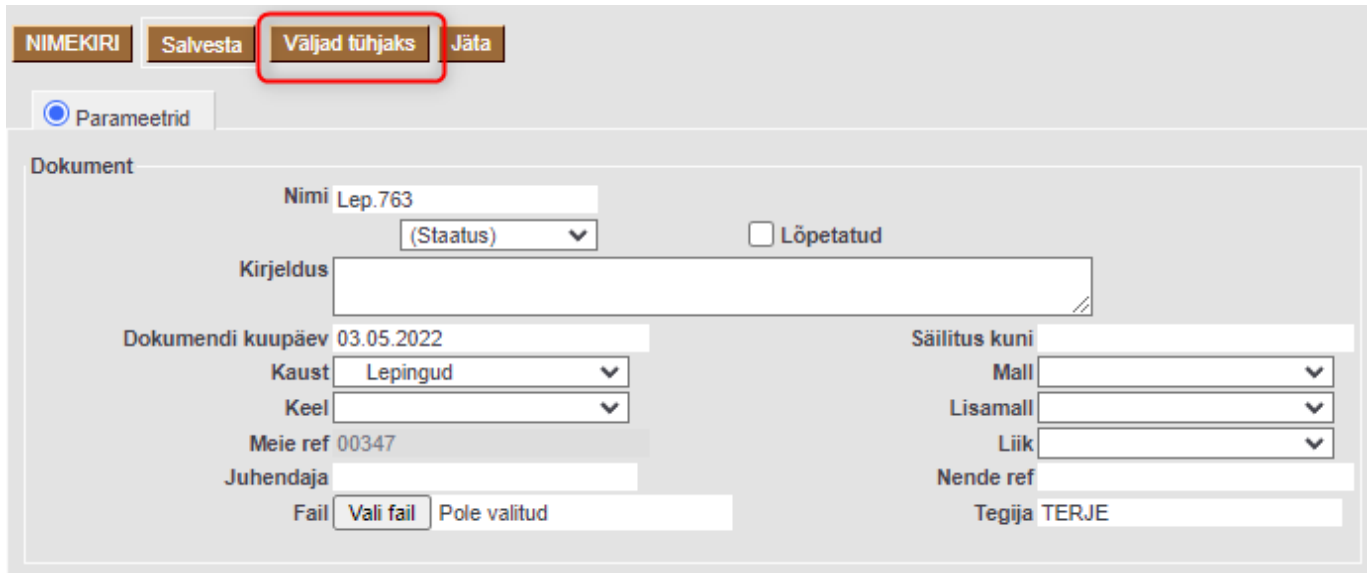 NIMEKIRI Salvesta Väljad tühjaks Jäta
Parameetrid
Dokument
Nimi Lep.763
(Staatus) Lõpetatud
Kirjeldus
Dokumendi kuupäev 03.05.2022 Säilitus kuni
Kaust Lepingud Mall
Keel Lisamall
Meie ref 00347 Liik
Juhendaja Nende ref
Fail Vali fail Pole valitud Tegija TERJE